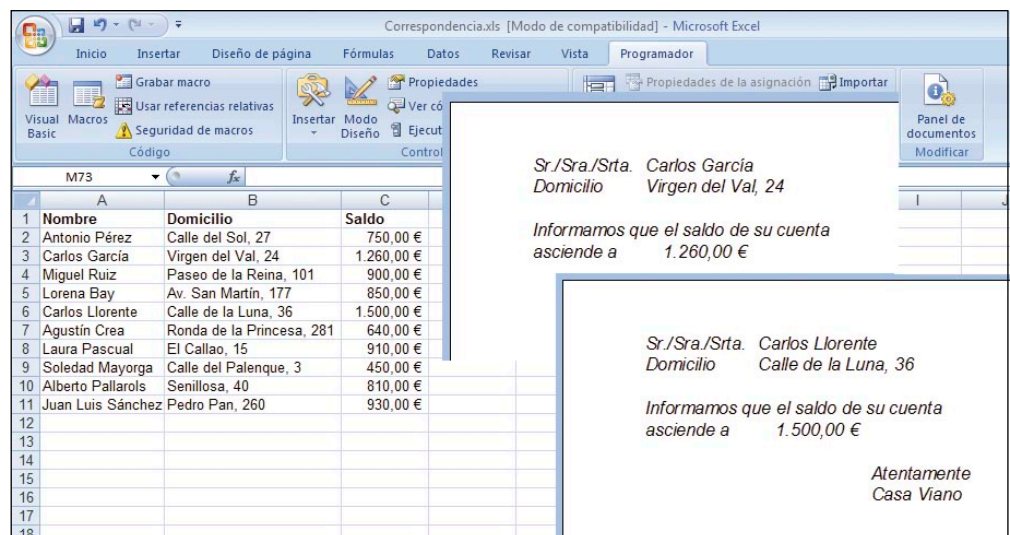 Correspondencia.xls [Modo de compatibilidad] - Microsoft Excel
Inicio Insertar Diseño de página Fórmulas Datos Revisar Vista Programador
Visual Basic
Macros
Grabar macro
Usar referencias relativas
Seguridad de macros
Código
Insertar
Modo Diseño
Propiedades
Ver có
Ejecut
Control
Propiedades de la asignación
Importar
Panel de documentos
Modificar
M73 fx
A B C I J
1 Nombre Domicilio Saldo
2 Antonio Pérez Calle del Sol, 27 750,00 €
3 Carlos García Virgen del Val, 24 1.260,00 €
4 Miguel Ruiz Paseo de la Reina, 101 900,00 €
5 Lorena Bay Av. San Martín, 177 850,00 €
6 Carlos Llorente Calle de la Luna, 36 1.500,00 €
7 Agustín Crea Ronda de la Princesa, 281 640,00 €
8 Laura Pascual El Callao, 15 910,00 €
9 Soledad Mayorga Calle del Palenque, 3 450,00 €
10 Alberto Pallarols Senillosa, 40 810,00 €
11 Juan Luis Sánchez Pedro Pan, 260 930,00 €
12
13
14
15
16
17
18
Sr./Sra./Srta. Carlos García
Domicilio Virgen del Val, 24
Informamos que el saldo de su cuenta
asciende a 1.260,00 €
Sr./Sra./Srta. Carlos Llorente
Domicilio Calle de la Luna, 36
Informamos que el saldo de su cuenta
asciende a 1.500,00 €
Atentamente
Casa Viano